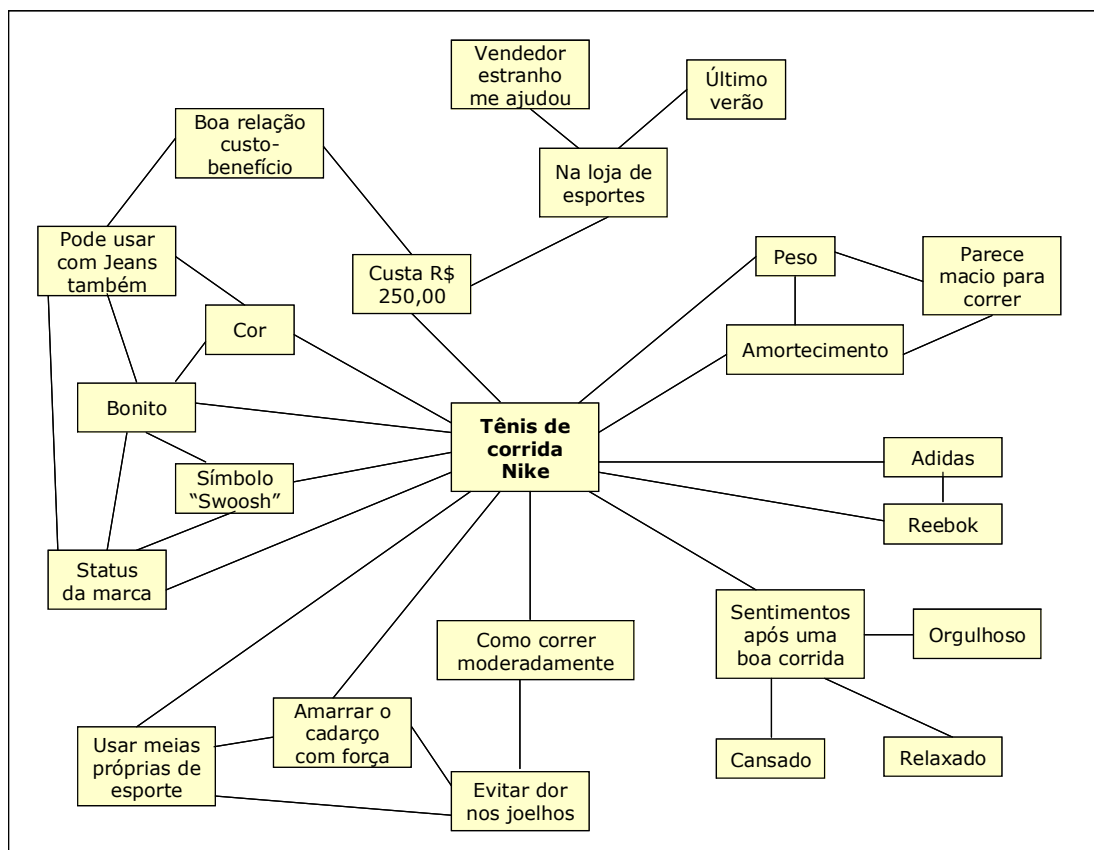 Vendedor
estranho
me ajudou
Último
verão
Boa relação
custo-
benefício
Na loja de
esportes
Pode usar
com Jeans
também
Custa R$
250,00
Peso
Parece
macio para
correr
Cor
Amortecimento
Bonito
Tênis de
corrida
Nike
Símbolo
“Swoosh”
Adidas
Reebok
Status
da marca
Sentimentos
após uma
boa corrida
Orgulhoso
Como correr
moderadamente
Amarrar o
cadarço
com força
Usar meias
próprias de
esporte
Cansado
Relaxado
Evitar dor
nos joelhos